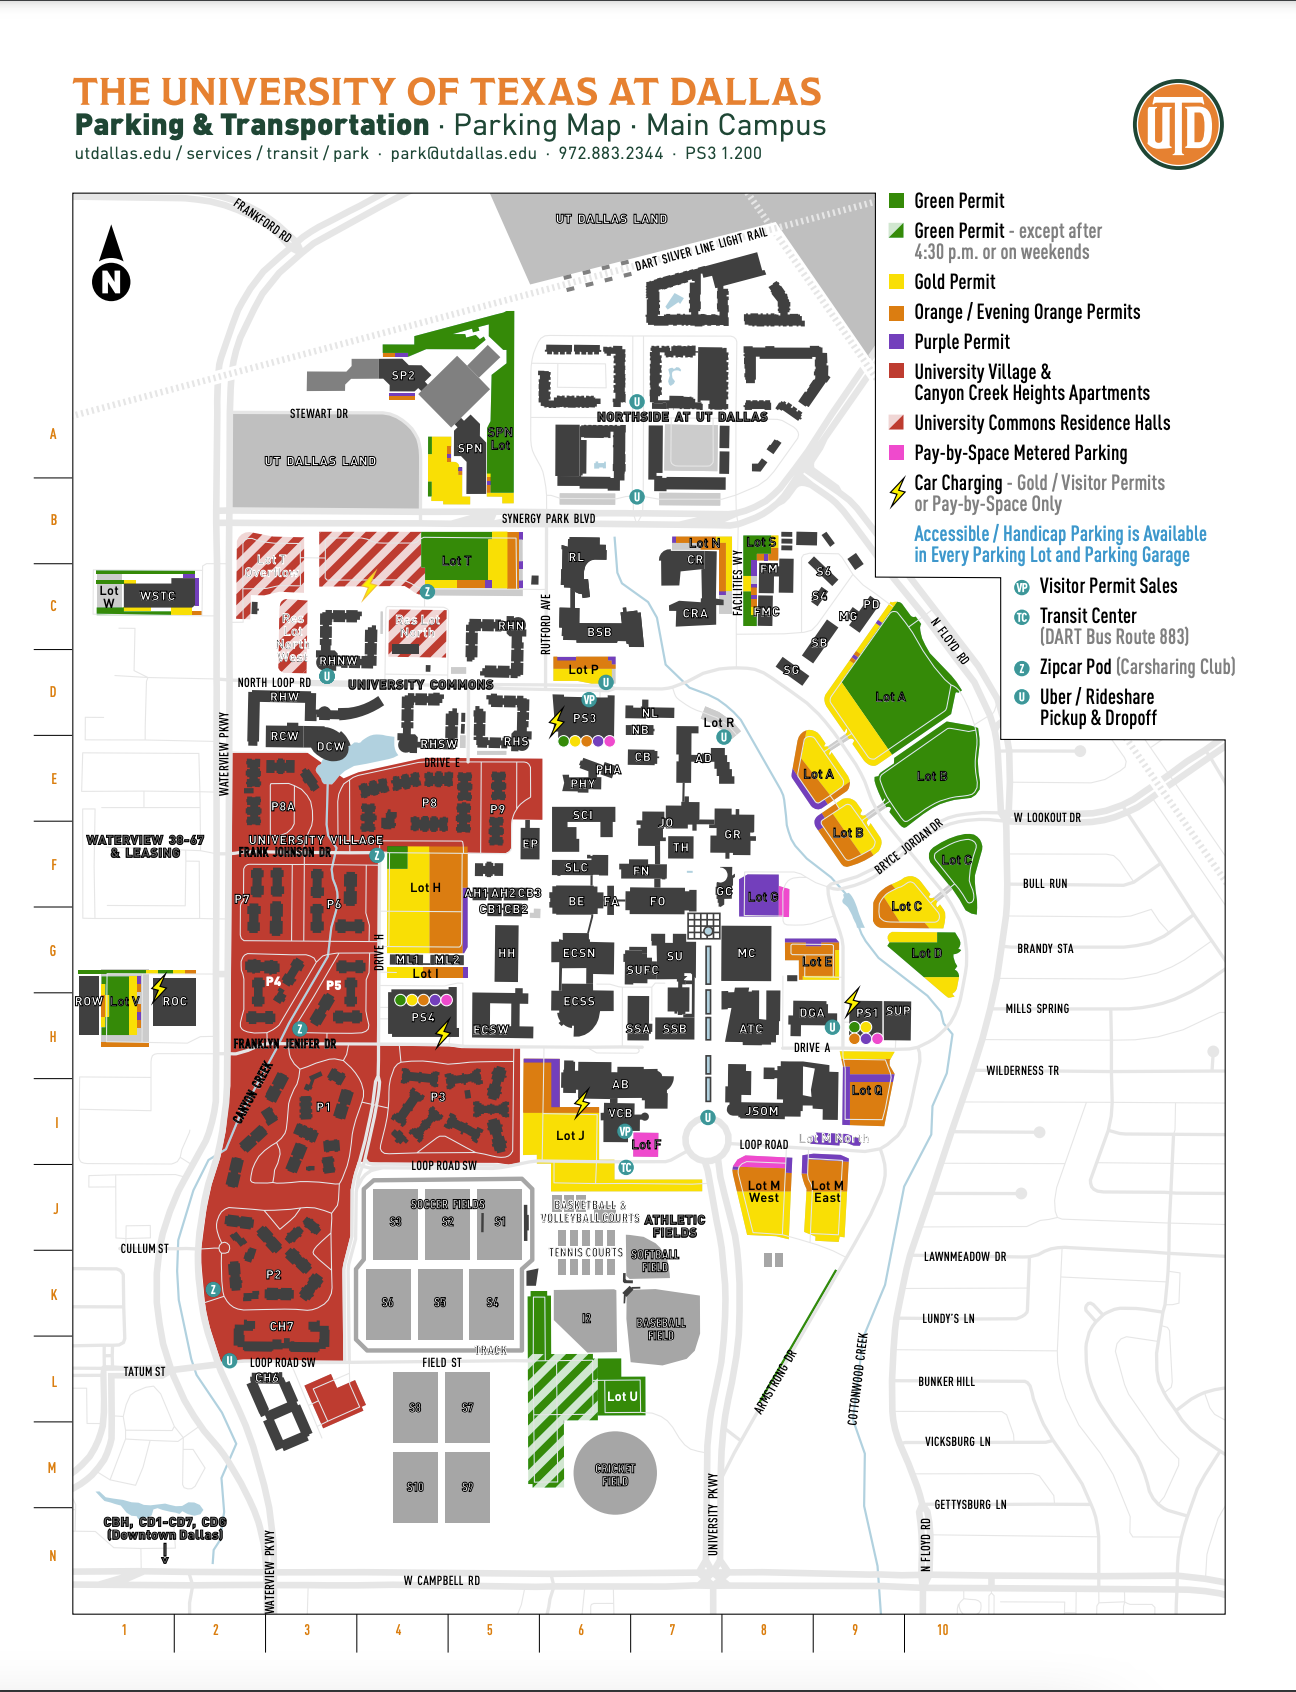 THE UNIVERSITY OF TEXAS AT DALLAS
Parking & Transportation · Parking Map · Main Campus
utdallas.edu / services / transit / park · park@utdallas.edu · 972.883.2344 · PS3 1.200
UTD
Green Permit
Green Permit - except after
4:30 p.m. or on weekends
Gold Permit
Orange / Evening Orange Permits
Purple Permit
University Village &
Canyon Creek Heights Apartments
University Commons Residence Halls
Pay-by-Space Metered Parking
Car Charging - Gold / Visitor Permits
or Pay-by-Space Only
Accessible / Handicap Parking is Available
in Every Parking Lot and Parking Garage
VP Visitor Permit Sales
TC Transit Center
(DART Bus Route 883)
Z Zipcar Pod (Carsharing Club)
U Uber / Rideshare
Pickup & Dropoff
N
FRANKFORD RD
UT DALLAS LAND
DART SILVER LINE LIGHT RAIL
SP2
STEWART DR
U
NORTHSIDE AT UT DALLAS
A
SPN
Lot
SPN
UT DALLAS LAND
U
B
SYNERGY PARK BLVD
Lot T
Overflow
Lot T
RL
Lot N
CR
FACILITIES WY
Lot S
FM
FMC
S6
S4
Lot
W
WSTC
C
Z
Res
Lot
North
West
Res Lot
North
RHN
RHNW
RUTFORD AVE
BSB
CRA
PD
MG
SB
SG
N FLOYD RD
U
NORTH LOOP RD
UNIVERSITY COMMONS
Lot P
U
D
Lot A
RHW
RCW
DCW
RHSW
RHS
VP
PS3
NL
NB
Lot R
U
WATERVIEW PKWY
DRIVE E
CB
AD
PHA
PHY
E
Lot A
Lot B
P8A
P8
P9
SCI
JO
GR
TH
Lot B
BRYCE JORDAN DR
W LOOKOUT DR
WATERVIEW 38-67
& LEASING
UNIVERSITY VILLAGE
FRANK JOHNSON DR
Z
EP
F
SLC
FN
Lot C
BULL RUN
Lot H
AH1 AH2 CB3
CB1 CB2
BE
FA
FO
GC
Lot G
Lot C
P7
P6
G
DRIVE H
ML1
ML2
Lot I
HH
ECSN
SUFC
SU
MC
Lot E
Lot D
BRANDY STA
P4
P5
ROW
Lot V
ROC
H
PS4
ECSW
ECSS
SSA
SSB
ATC
DGA
U
PS1
SUP
MILLS SPRING
Z
FRANKLYN JENIFER DR
DRIVE A
CANYON CREEK
WILDERNESS TR
P1
P3
AB
VCB
Lot Q
JSOM
I
Lot J
VP
Lot F
U
LOOP ROAD
Lot M North
LOOP ROAD SW
TC
Lot M
West
Lot M
East
J
SOCCER FIELDS
S3
S2
S1
BASKETBALL &
VOLLEYBALL COURTS
ATHLETIC
FIELDS
CULLUM ST
TENNIS COURTS
SOFTBALL
FIELD
LAWNMEADOW DR
P2
Z
K
S6
S5
S4
I2
BASEBALL
FIELD
LUNDY'S LN
CH7
TRACK
U
LOOP ROAD SW
FIELD ST
TATUM ST
CH6
L
S8
S7
Lot U
ARMSTRONG DR
COTTONWOOD CREEK
BUNKER HILL
VICKSBURG LN
M
S10
S9
CRICKET
FIELD
UNIVERSITY PKWY
GETTYSBURG LN
CBH, CD1-CD7, CDG
(Downtown Dallas)
N
WATERVIEW PKWY
N FLOYD RD
W CAMPBELL RD
1 2 3 4 5 6 7 8 9 10